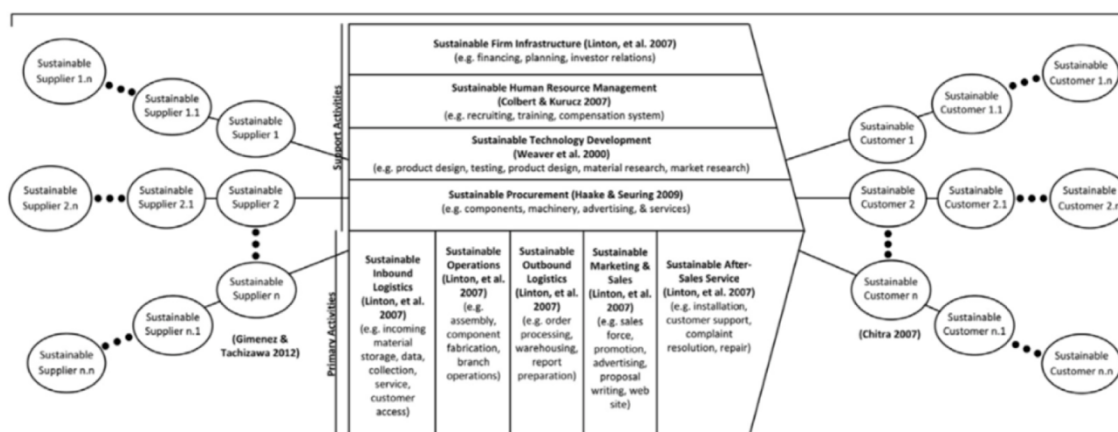 Sustainable
Supplier 1.n
Sustainable
Supplier 1.1
Sustainable
Supplier 1
Sustainable
Supplier 2.n
Sustainable
Supplier 2.1
Sustainable
Supplier 2
Sustainable
Supplier n
Sustainable
Supplier n.1
Sustainable
Supplier n.n
(Gimenez &
Tachizawa 2012)
Support Activities
Sustainable Firm Infrastructure (Linton, et al. 2007)
(e.g. financing, planning, investor relations)
Sustainable Human Resource Management
(Colbert & Kurucz 2007)
(e.g. recruiting, training, compensation system)
Sustainable Technology Development
(Weaver et al. 2000)
(e.g. product design, testing, product design, material research, market research)
Sustainable Procurement (Haake & Seuring 2009)
(e.g. components, machinery, advertising, & services)
Primary Activities
Sustainable
Inbound
Logistics
(Linton, et al.
2007)
(e.g. incoming
material
storage, data,
collection,
service,
customer
access)
Sustainable
Operations
(Linton, et al.
2007)
(e.g.
assembly,
component
fabrication,
branch
operations)
Sustainable
Outbound
Logistics
(Linton, et al.
2007)
(e.g. order
processing,
warehousing,
report
preparation)
Sustainable
Marketing &
Sales
(Linton, et al.
2007)
(e.g. sales
force,
promotion,
advertising,
proposal
writing, web
site)
Sustainable After-
Sales Service
(Linton, et al. 2007)
(e.g. installation,
customer support,
complaint
resolution, repair)
Sustainable
Customer 1.n
Sustainable
Customer 1.1
Sustainable
Customer 1
Sustainable
Customer 2
Sustainable
Customer 2.1
Sustainable
Customer 2.n
Sustainable
Customer n
Sustainable
Customer n.1
Sustainable
Customer n.n
(Chitra 2007)